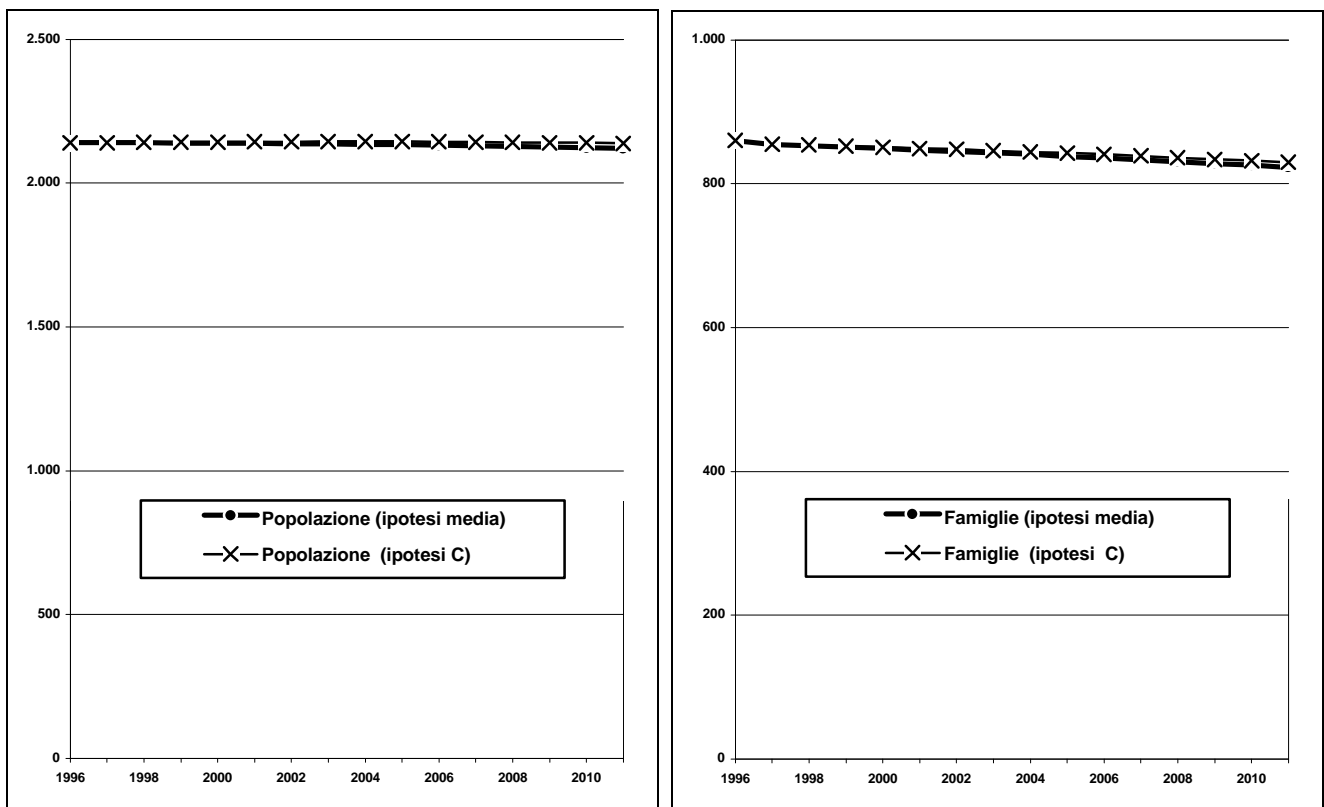 2.500
2.000
1.500
1.000
500
0
1996 1998 2000 2002 2004 2006 2008 2010
Popolazione (ipotesi media)
Popolazione (ipotesi C)
1.000
800
600
400
200
0
1996 1998 2000 2002 2004 2006 2008 2010
Famiglie (ipotesi media)
Famiglie (ipotesi C)